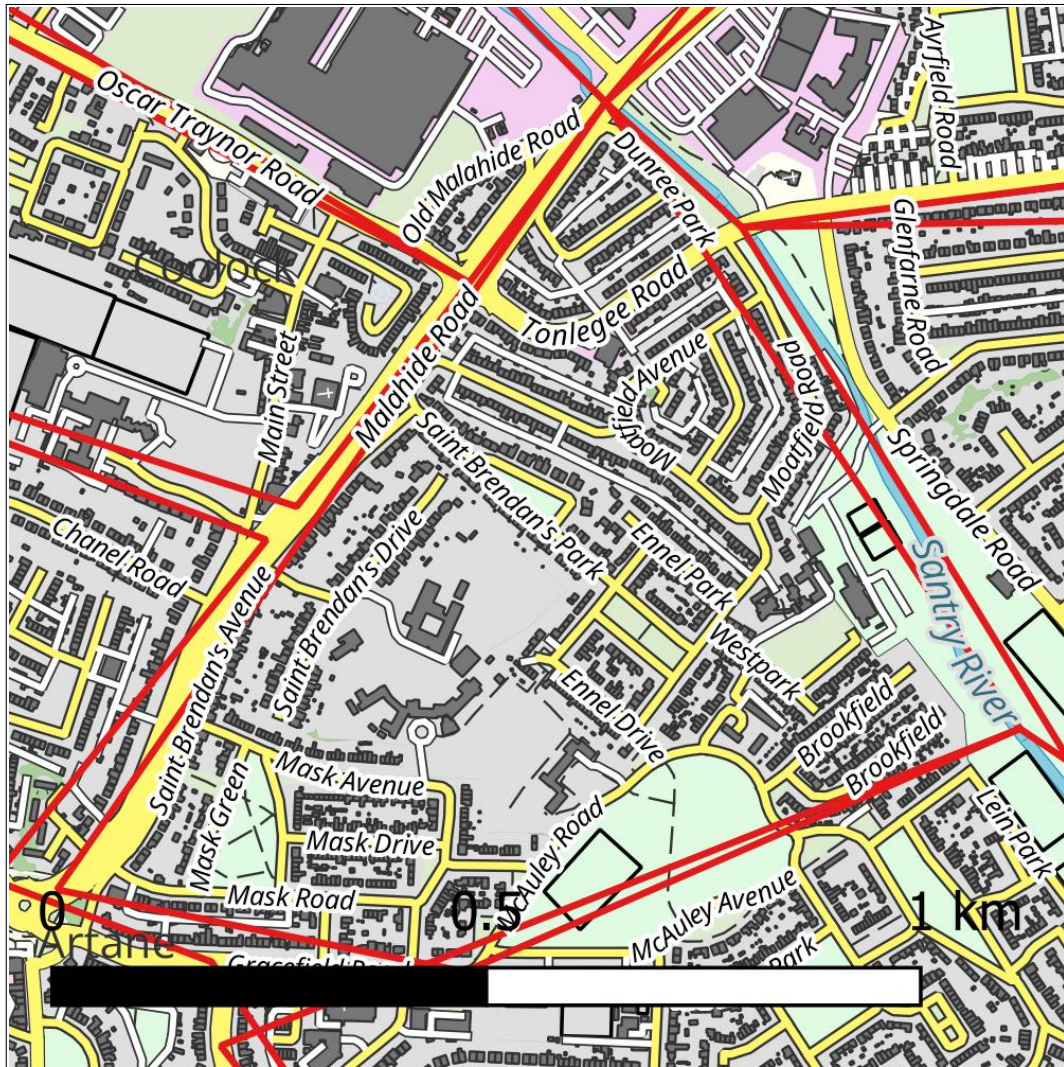 Ayrfield Road
Oscar Traynor Road
Old Malahide Road
Dunree Park
Glenfarne Road
Coolock
Tonlegee Road
Malahide Road
Main Street
Moatfield Avenue
Moatfield Road
Saint Brendan's Park
Springdale Road
Chanel Road
Saint Brendan's Drive
Ennel Park
Santry River
Saint Brendan's Avenue
Westpark
Ennel Drive
Brookfield
Brookfield
Mask Avenue
Mask Green
Mask Drive
Lein Park
McAuley Road
Mask Road
McAuley Avenue
0
0.5
1 km
Artane
Gracefield Road
Park